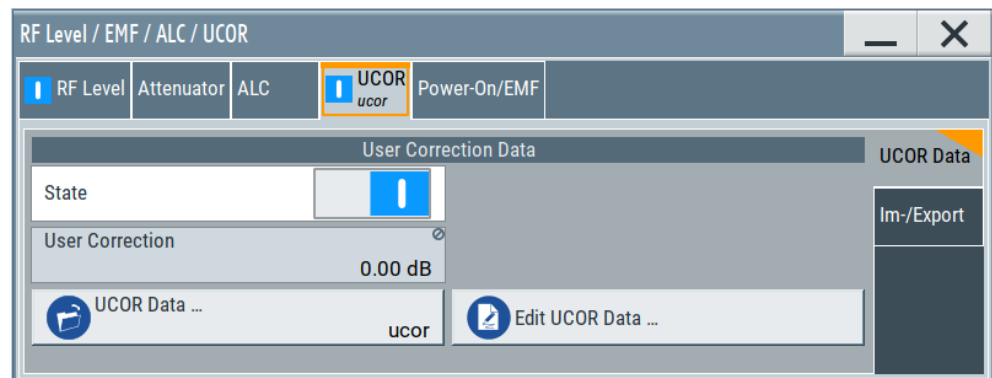 RF Level / EMF / ALC / UCOR
RF Level
Attenuator
ALC
UCOR
ucor
Power-On/EMF
User Correction Data
UCOR Data
State
Im-/Export
User Correction
0.00 dB
UCOR Data ...
ucor
Edit UCOR Data ...